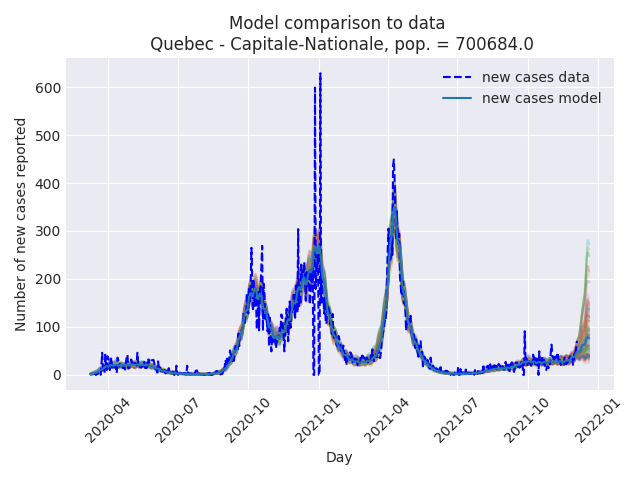 Model comparison to data
Quebec - Capitale-Nationale, pop. = 700684.0
new cases data
new cases model
Number of new cases reported
600
500
400
300
200
100
0
2020-04
2020-07
2020-10
2021-01
2021-04
2021-07
2021-10
2022-01
Day